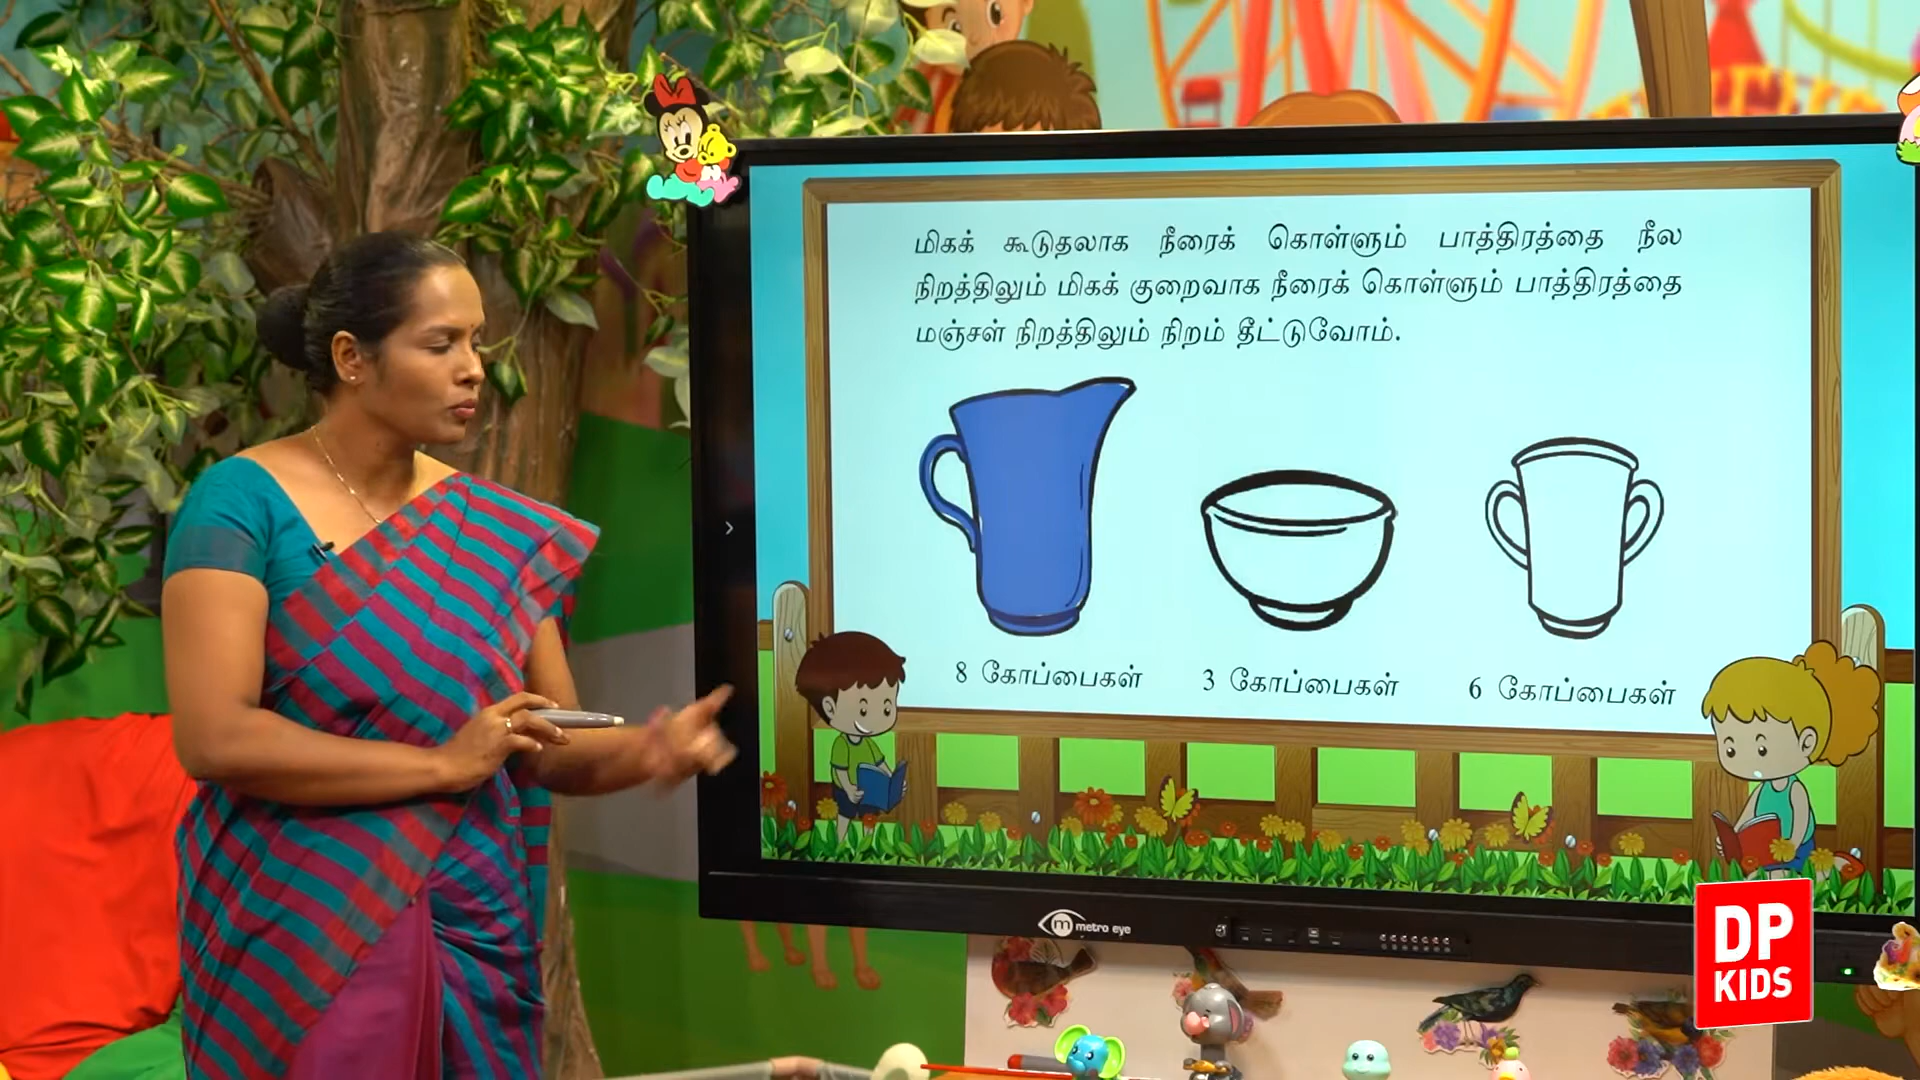 மிகக் கூடுதலாக நீரைக் கொள்ளும் பாத்திரத்தை நீல
நிறத்திலும் மிகக் குறைவாக நீரைக் கொள்ளும் பாத்திரத்தை
மஞ்சள் நிறத்திலும் நிறம் தீட்டுவோம்.
8 கோப்பைகள்
3 கோப்பைகள்
6 கோப்பைகள்
m metro eye
DP
KIDS